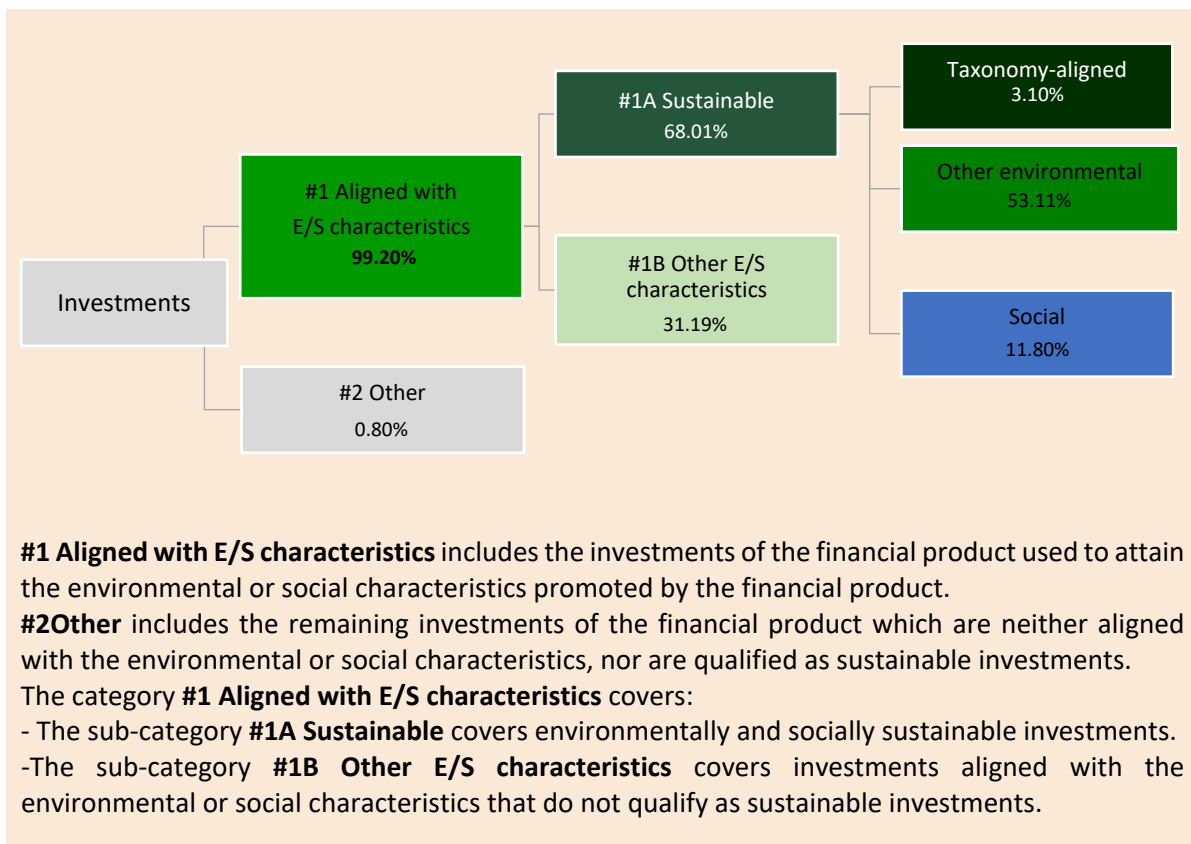 Investments
#1 Aligned with
E/S characteristics
99.20%
#2 Other
0.80%
#1A Sustainable
68.01%
#1B Other E/S
characteristics
31.19%
Taxonomy-aligned
3.10%
Other environmental
53.11%
Social
11.80%
#1 Aligned with E/S characteristics includes the investments of the financial product used to attain
the environmental or social characteristics promoted by the financial product.
#2Other includes the remaining investments of the financial product which are neither aligned
with the environmental or social characteristics, nor are qualified as sustainable investments.
The category #1 Aligned with E/S characteristics covers:
- The sub-category #1A Sustainable covers environmentally and socially sustainable investments.
-The sub-category #1B Other E/S characteristics covers investments aligned with the
environmental or social characteristics that do not qualify as sustainable investments.